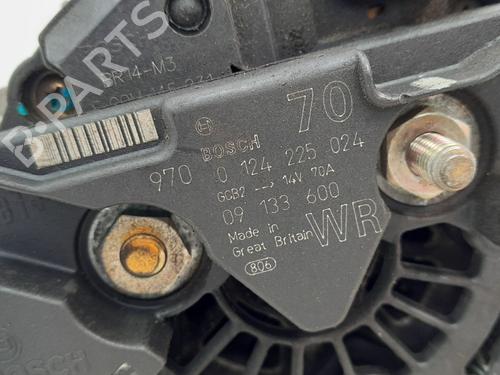 B-PARTS
GR14-M3
70
BOSCH
970 0 124 225 024
GCB2 --> 14V 70A
09 133 600
Made in
Great Britain
WR
806
BOSCH